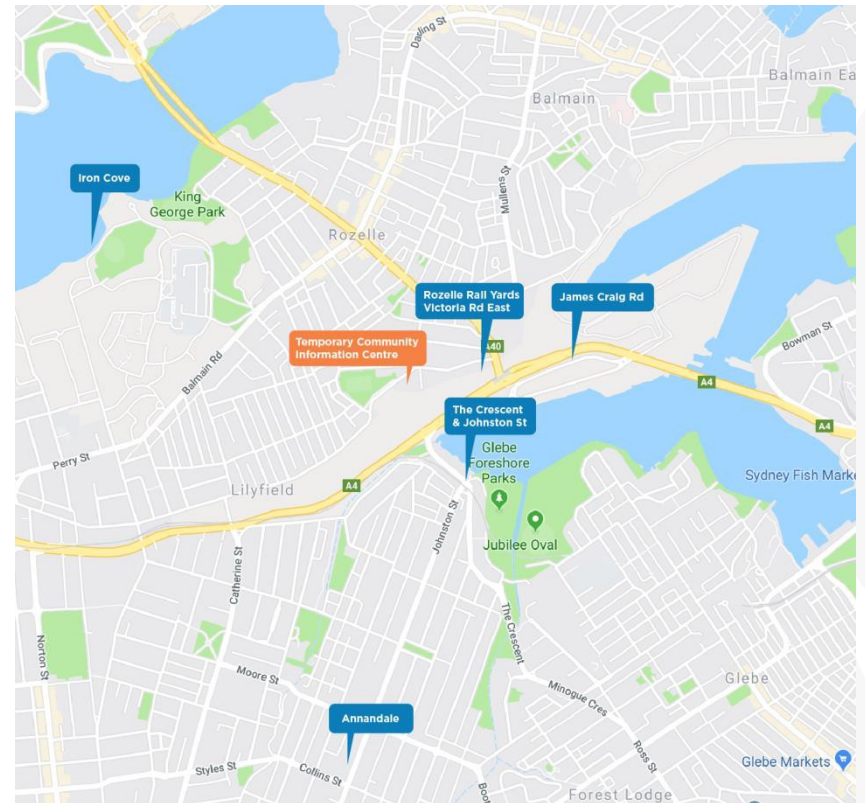 Darling St
Balmain Ea
Balmain
Mullens St
Iron Cove
King
George Park
Rozelle
Rozelle Rail Yards
Victoria Rd East
James Craig Rd
Bowman St
A40
Temporary Community
Information Centre
Balmain Rd
A4
A4
The Crescent
& Johnston St
Glebe
Foreshore
Parks
Perry St
Sydney Fish Marke
Lilyfield
A4
Johnston St
Jubilee Oval
Catherine St
The Crescent
Norton St
Moore St
Minogue Cres
Glebe
Annandale
Ross St
Glebe Markets
Styles St
Collins St
Boo
Forest Lodge